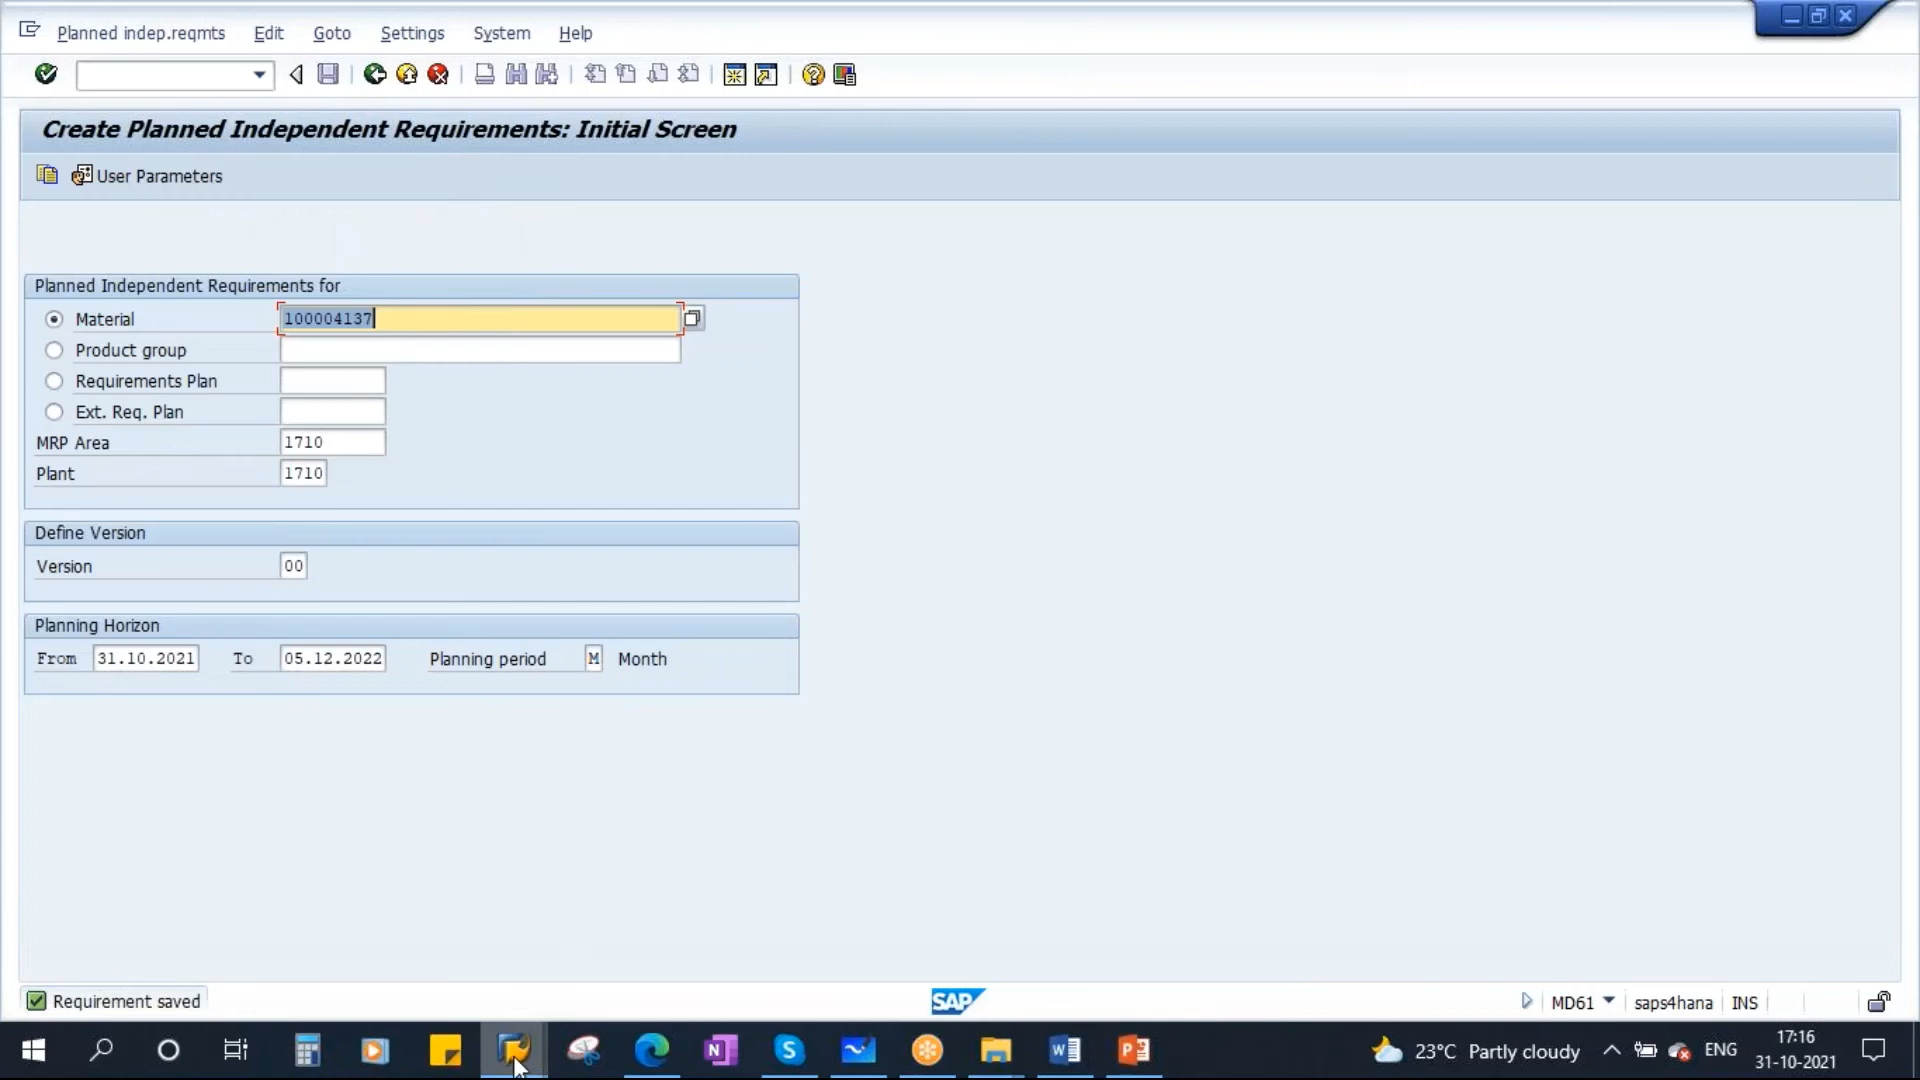 Planned indep.reqmts Edit Goto Settings System Help
Create Planned Independent Requirements: Initial Screen
User Parameters
Planned Independent Requirements for
Material 100004137
Product group
Requirements Plan
Ext. Req. Plan
MRP Area 1710
Plant 1710
Define Version
Version 00
Planning Horizon
From 31.10.2021 To 05.12.2022 Planning period M Month
Requirement saved SAP MD61 saps4hana INS
23°C Partly cloudy ENG 17:16
31-10-2021